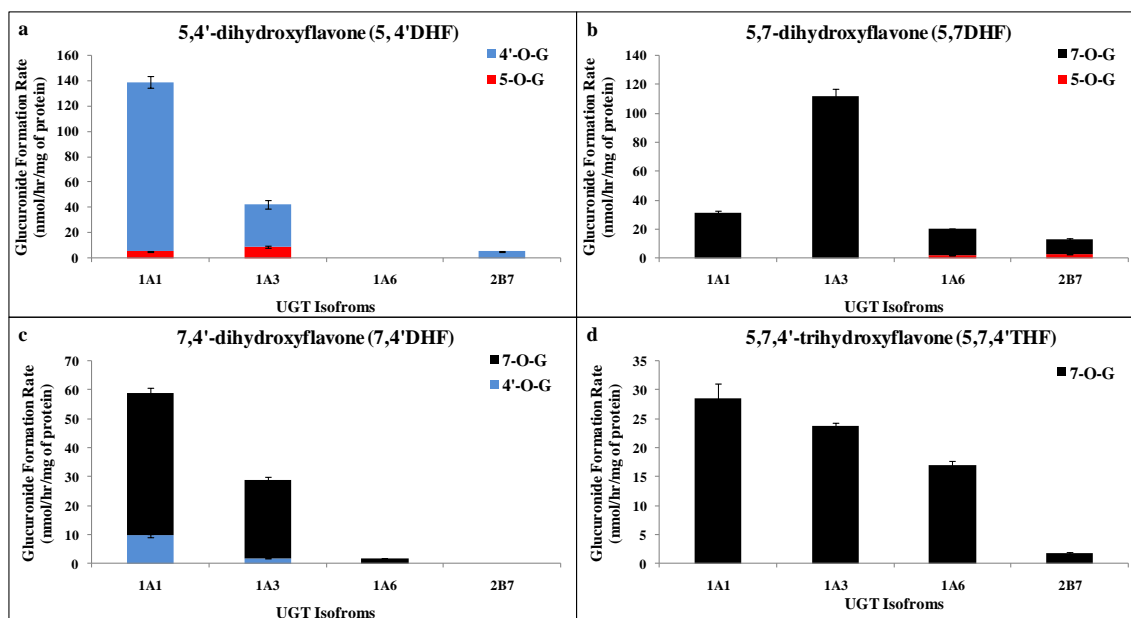 a
5,4'-dihydroxyflavone (5, 4'DHF)
4'-O-G
5-O-G
Glucuronide Formation Rate
(nmol/hr/mg of protein)
160
140
120
100
80
60
40
20
0
1A1
1A3
1A6
2B7
UGT Isofroms
b
5,7-dihydroxyflavone (5,7DHF)
7-O-G
5-O-G
Glucuronide Formation Rate
(nmol/hr/mg of protein)
140
120
100
80
60
40
20
0
1A1
1A3
1A6
2B7
UGT Isofroms
c
7,4'-dihydroxyflavone (7,4'DHF)
7-O-G
4'-O-G
Glucuronide Formation Rate
(nmol/hr/mg of protein)
70
60
50
40
30
20
10
0
1A1
1A3
1A6
2B7
UGT Isofroms
d
5,7,4'-trihydroxyflavone (5,7,4'THF)
7-O-G
Glucuronide Formation Rate
(nmol/hr/mg of protein)
35
30
25
20
15
10
5
0
1A1
1A3
1A6
2B7
UGT Isofroms